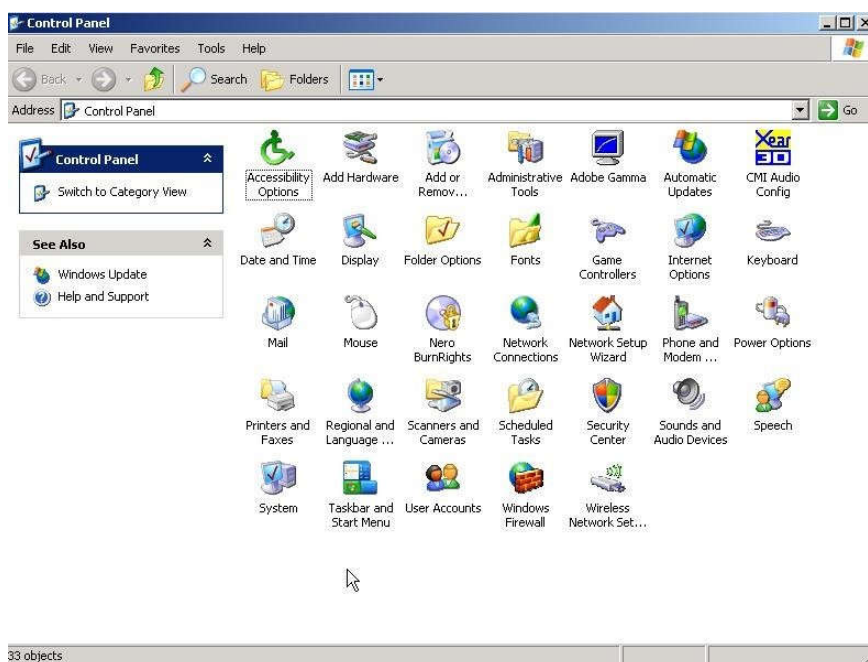 Control Panel
File Edit View Favorites Tools Help
Back Search Folders
Address Control Panel Go
Control Panel
Switch to Category View
See Also
Windows Update
Help and Support
Accessibility Options
Add Hardware
Add or Remov...
Administrative Tools
Adobe Gamma
Automatic Updates
Xear
3D
CMI Audio Config
Date and Time
Display
Folder Options
Fonts
Game Controllers
Internet Options
Keyboard
Mail
Mouse
Nero BurnRights
Network Connections
Network Setup Wizard
Phone and Modem ...
Power Options
Printers and Faxes
Regional and Language ...
Scanners and Cameras
Scheduled Tasks
Security Center
Sounds and Audio Devices
Speech
System
Taskbar and Start Menu
User Accounts
Windows Firewall
Wireless Network Set...
33 objects